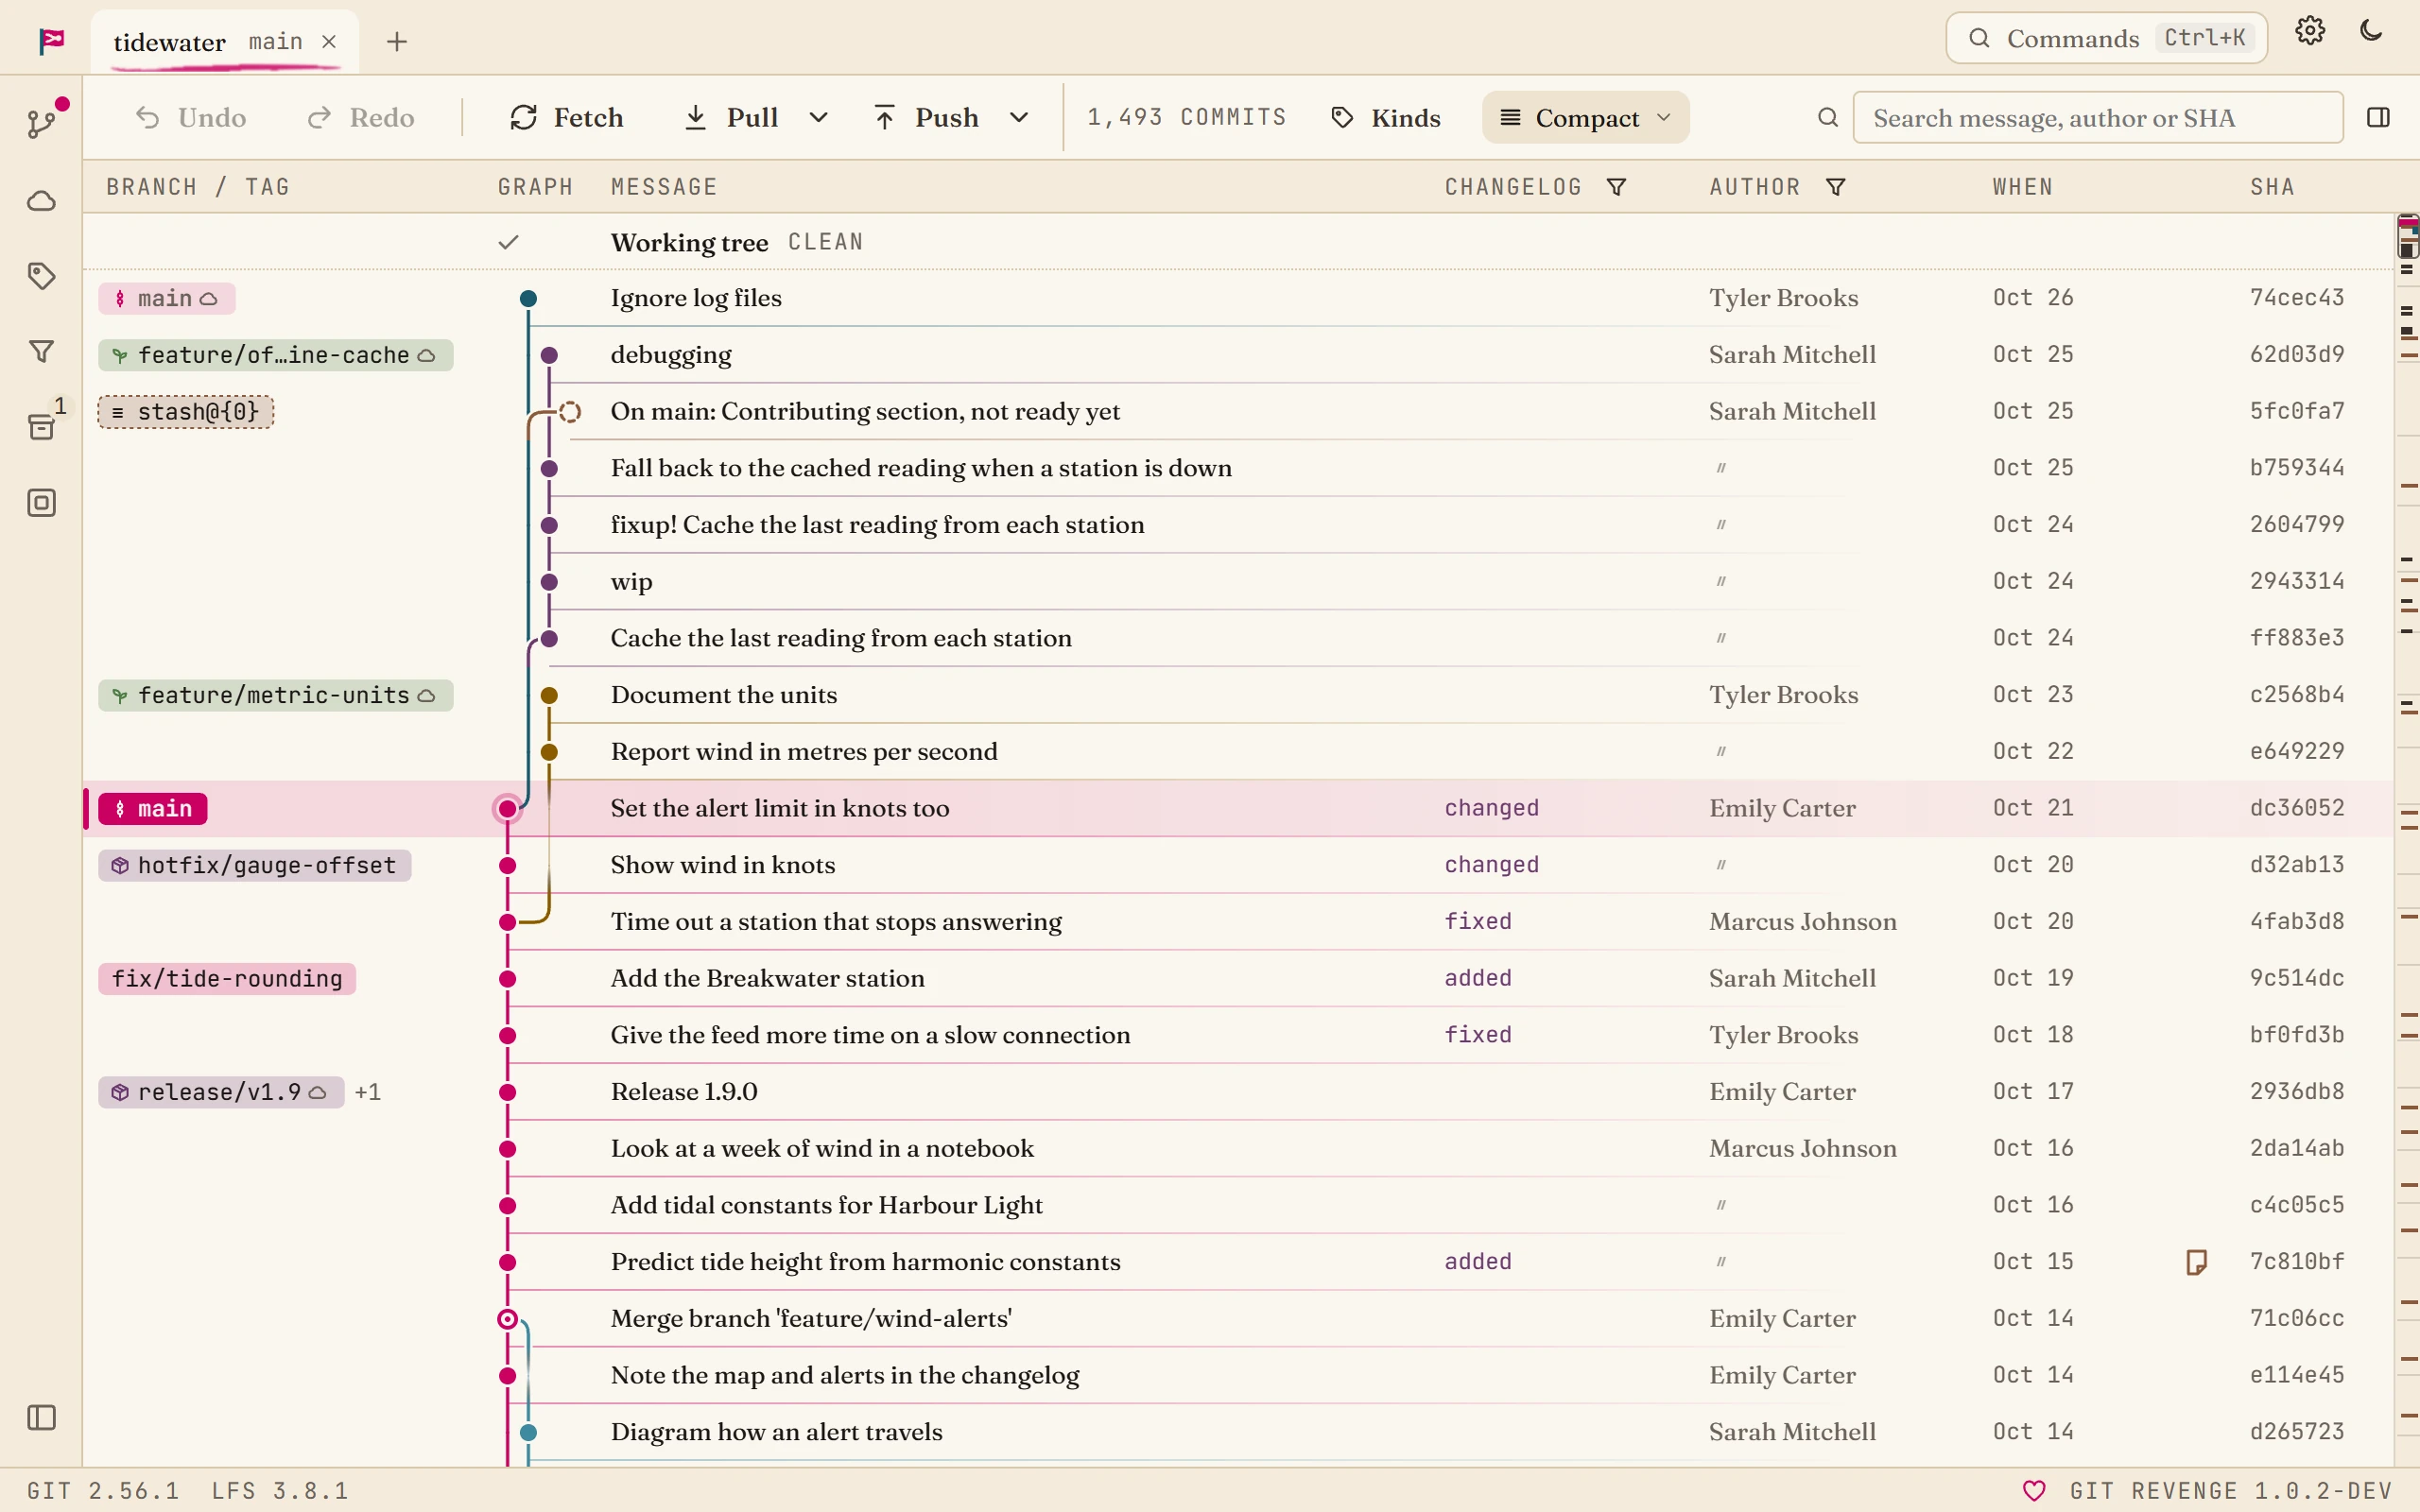 tidewater main
Commands Ctrl+K
Undo Redo Fetch Pull Push 1,493 COMMITS Kinds Compact Search message, author or SHA
BRANCH / TAG GRAPH MESSAGE CHANGELOG AUTHOR WHEN SHA
Working tree CLEAN
main Ignore log files Tyler Brooks Oct 26 74cec43
feature/of…ine-cache debugging Sarah Mitchell Oct 25 62d03d9
stash@{0} On main: Contributing section, not ready yet Sarah Mitchell Oct 25 5fc0fa7
1
Fall back to the cached reading when a station is down 〃 Oct 25 b759344
fixup! Cache the last reading from each station 〃 Oct 24 2604799
wip 〃 Oct 24 2943314
Cache the last reading from each station 〃 Oct 24 ff883e3
feature/metric-units Document the units Tyler Brooks Oct 23 c2568b4
Report wind in metres per second 〃 Oct 22 e649229
main Set the alert limit in knots too changed Emily Carter Oct 21 dc36052
hotfix/gauge-offset Show wind in knots changed 〃 Oct 20 d32ab13
Time out a station that stops answering fixed Marcus Johnson Oct 20 4fab3d8
fix/tide-rounding Add the Breakwater station added Sarah Mitchell Oct 19 9c514dc
Give the feed more time on a slow connection fixed Tyler Brooks Oct 18 bf0fd3b
release/v1.9 +1 Release 1.9.0 Emily Carter Oct 17 2936db8
Look at a week of wind in a notebook Marcus Johnson Oct 16 2da14ab
Add tidal constants for Harbour Light 〃 Oct 16 c4c05c5
Predict tide height from harmonic constants added 〃 Oct 15 7c810bf
Merge branch 'feature/wind-alerts' Emily Carter Oct 14 71c06cc
Note the map and alerts in the changelog Emily Carter Oct 14 e114e45
Diagram how an alert travels Sarah Mitchell Oct 14 d265723
GIT 2.56.1 LFS 3.8.1 GIT REVENGE 1.0.2-DEV